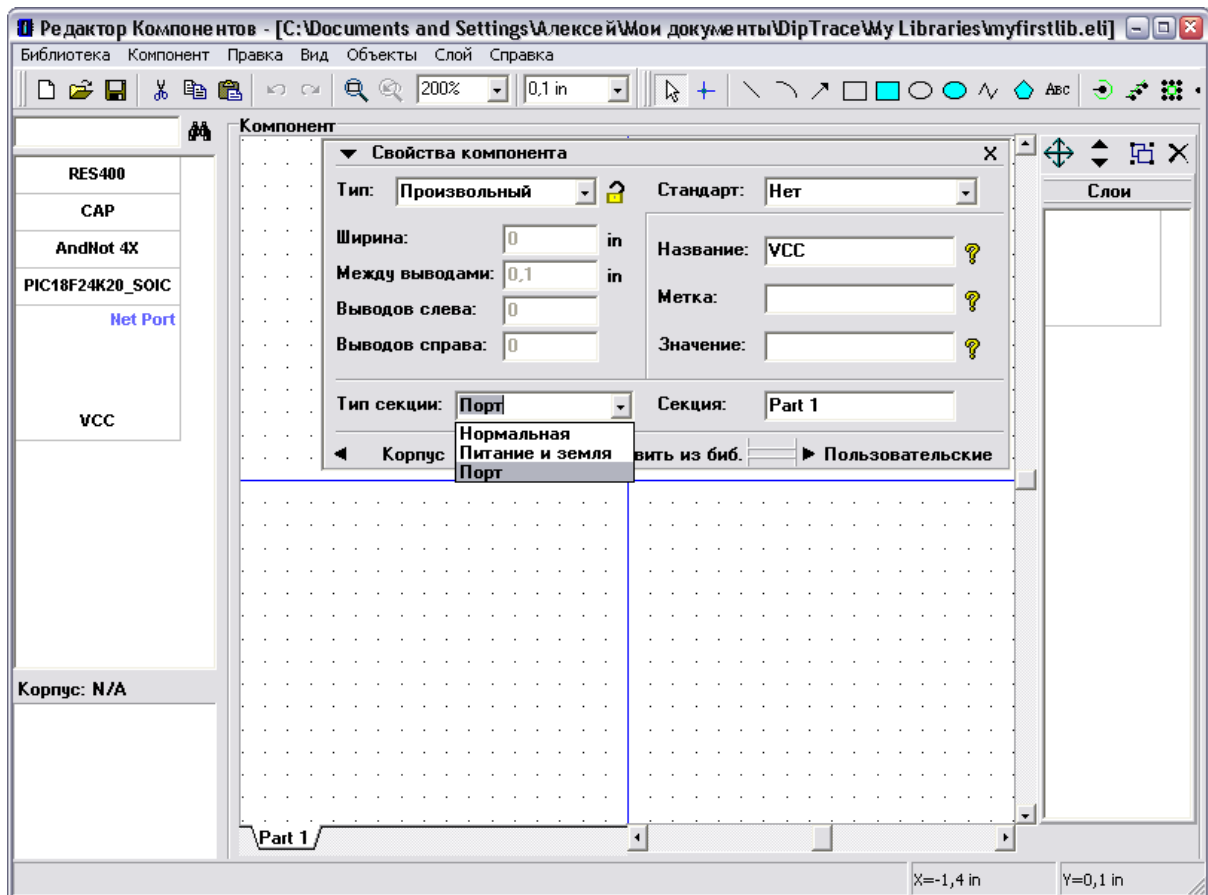 Редактор Компонентов - [C:\Documents and Settings\Алексей\Мои документы\DipTrace\My Libraries\myfirstlib.eli]
Библиотека Компонент Правка Вид Объекты Слой Справка
200% 0,1 in ABC
Компонент
RES400
CAP
AndNot 4X
PIC18F24K20_SOIC
Net Port
VCC
Корпус: N/A
Свойства компонента X
Тип: Произвольный Стандарт: Нет
Ширина: 0 in
Между выводами: 0,1 in
Выводов слева: 0
Выводов справа: 0
Название: VCC
Метка:
Значение:
Тип секции: Порт Секция: Part 1
Нормальная
Питание и земля
Порт
Корпус вить из биб. Пользовательские
Слои
Part 1
X=-1,4 in Y=0,1 in